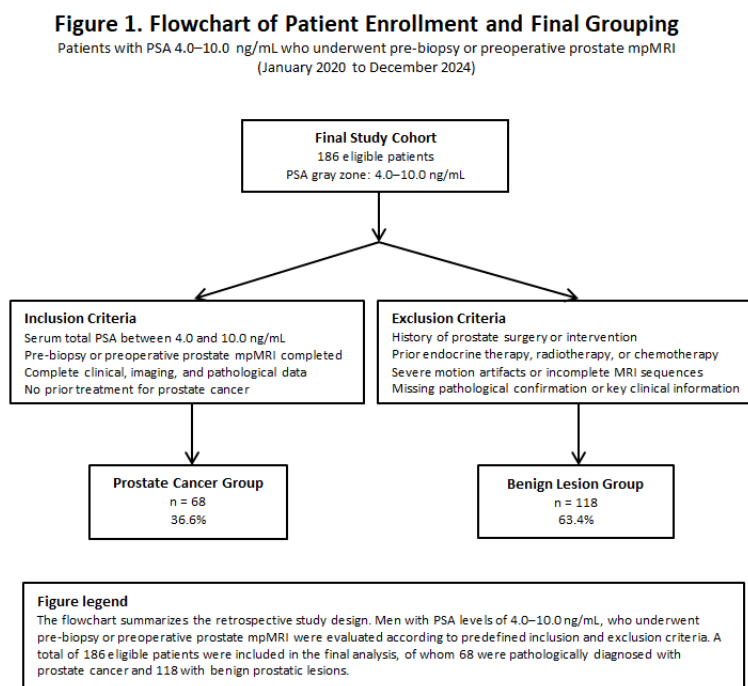 Figure 1. Flowchart of Patient Enrollment and Final Grouping
Patients with PSA 4.0–10.0 ng/mL who underwent pre-biopsy or preoperative prostate mpMRI
(January 2020 to December 2024)
Final Study Cohort
186 eligible patients
PSA gray zone: 4.0–10.0 ng/mL
Inclusion Criteria
Serum total PSA between 4.0 and 10.0 ng/mL
Pre-biopsy or preoperative prostate mpMRI completed
Complete clinical, imaging, and pathological data
No prior treatment for prostate cancer
Exclusion Criteria
History of prostate surgery or intervention
Prior endocrine therapy, radiotherapy, or chemotherapy
Severe motion artifacts or incomplete MRI sequences
Missing pathological confirmation or key clinical information
Prostate Cancer Group
n = 68
36.6%
Benign Lesion Group
n = 118
63.4%
Figure legend
The flowchart summarizes the retrospective study design. Men with PSA levels of 4.0–10.0 ng/mL, who underwent
pre-biopsy or preoperative prostate mpMRI were evaluated according to predefined inclusion and exclusion criteria. A
total of 186 eligible patients were included in the final analysis, of whom 68 were pathologically diagnosed with
prostate cancer and 118 with benign prostatic lesions.